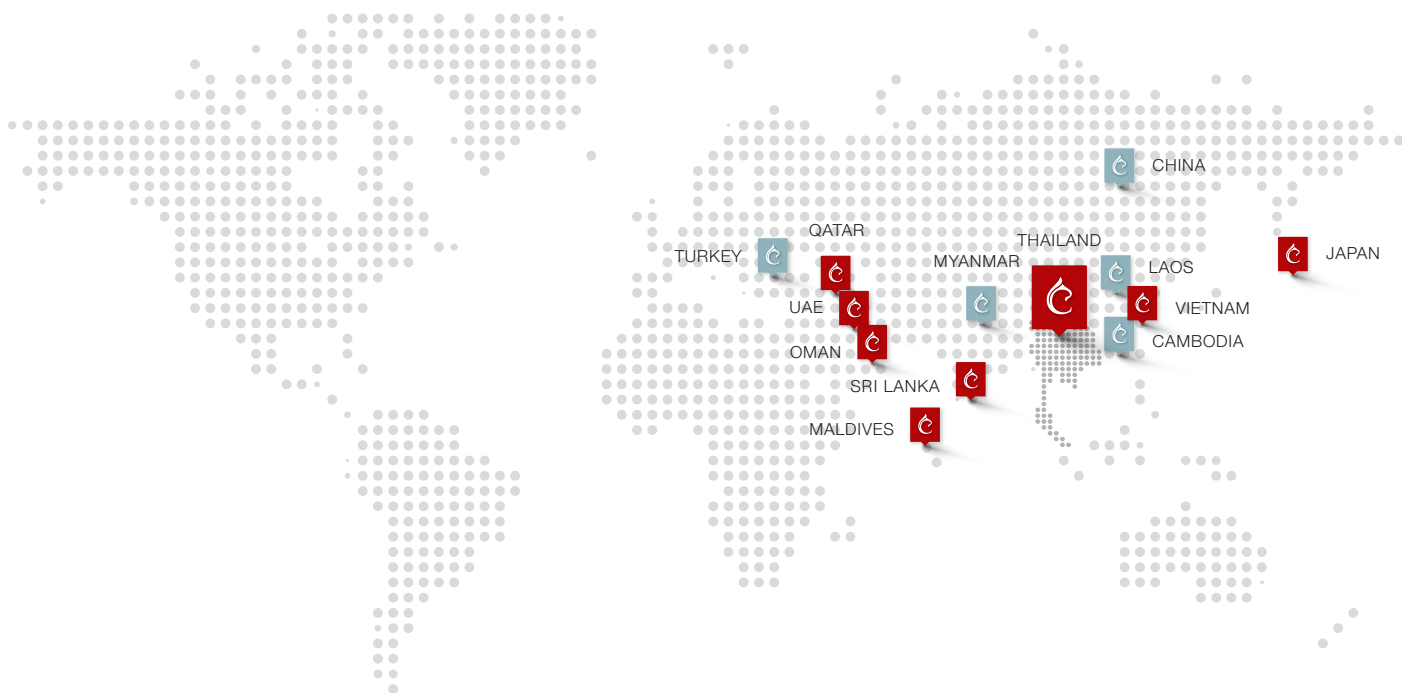 CHINA
QATAR
THAILAND
TURKEY
JAPAN
MYANMAR
LAOS
UAE
VIETNAM
CAMBODIA
OMAN
SRI LANKA
MALDIVES